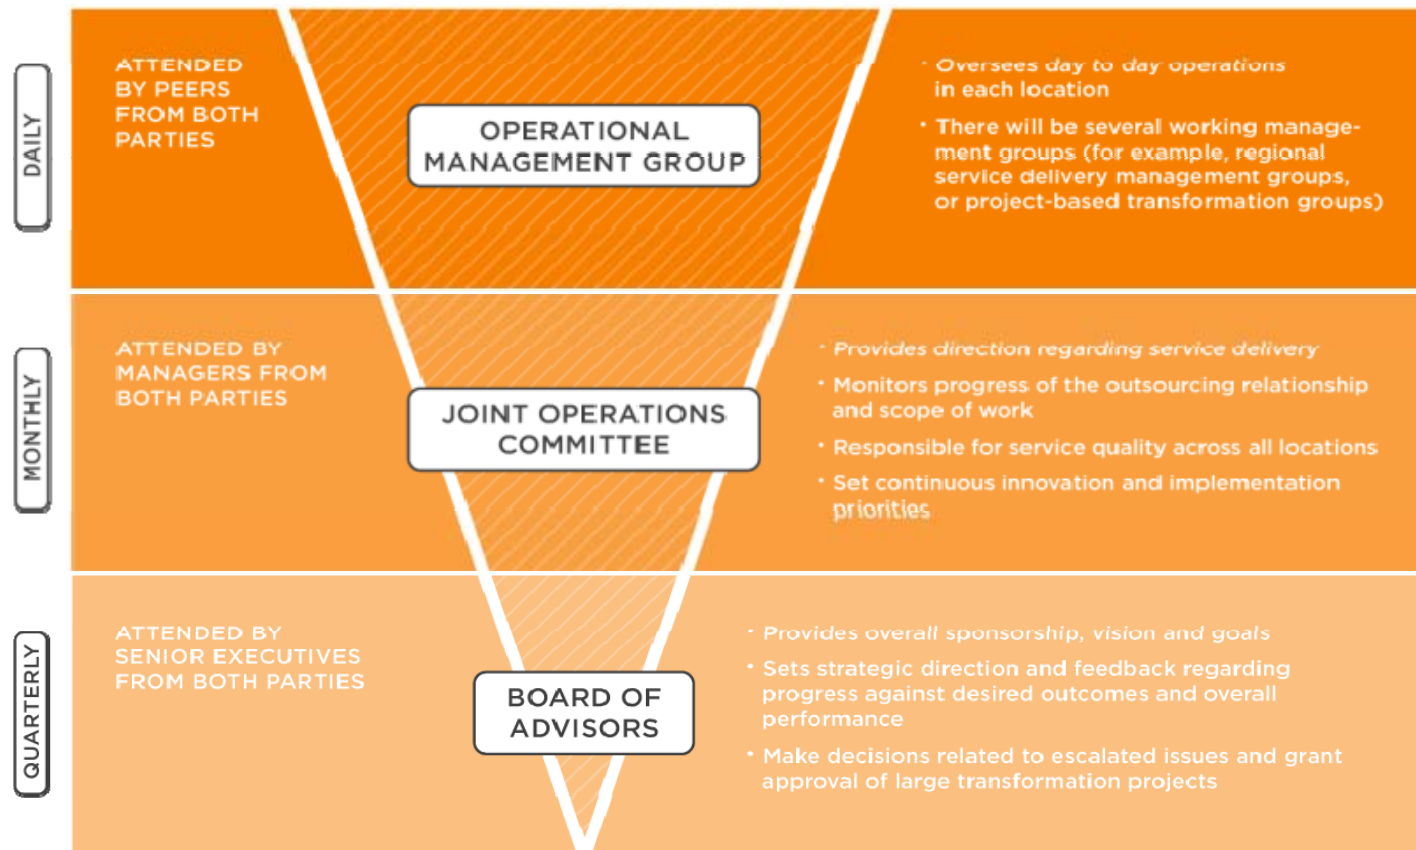 DAILY
ATTENDED
BY PEERS
FROM BOTH
PARTIES
OPERATIONAL
MANAGEMENT GROUP
· Oversees day to day operations
in each location
· There will be several working manage-
ment groups (for example, regional
service delivery management groups,
or project-based transformation groups)
MONTHLY
ATTENDED BY
MANAGERS FROM
BOTH PARTIES
JOINT OPERATIONS
COMMITTEE
· Provides direction regarding service delivery
· Monitors progress of the outsourcing relationship
and scope of work
· Responsible for service quality across all locations
· Set continuous innovation and implementation
priorities
QUARTERLY
ATTENDED BY
SENIOR EXECUTIVES
FROM BOTH PARTIES
BOARD OF
ADVISORS
· Provides overall sponsorship, vision and goals
· Sets strategic direction and feedback regarding
progress against desired outcomes and overall
performance
· Make decisions related to escalated issues and grant
approval of large transformation projects